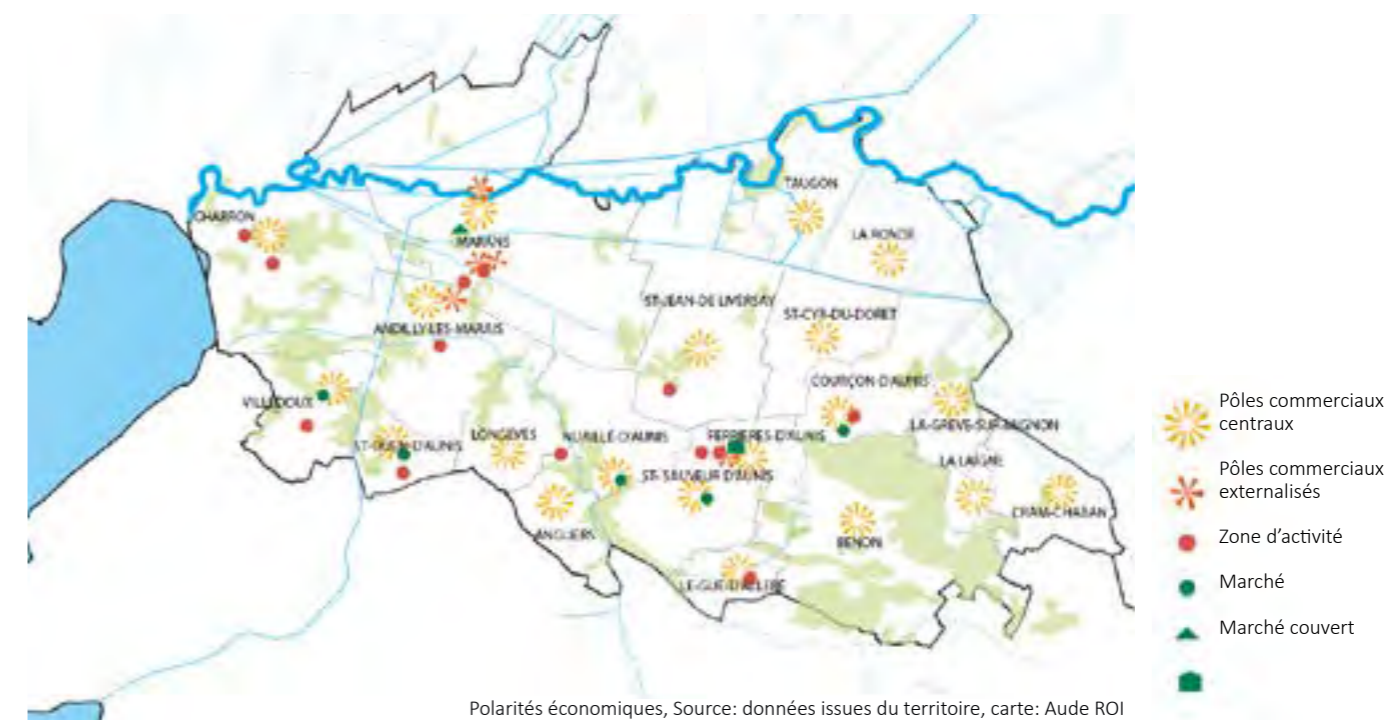 TAUGON
CHARRON
LA RONDE
MARANS
ST-JEAN-DE LIVERSAY
ST-CYR-DU-DORET
ANDILLY-LES-MARAIS
COURÇON-D'AUNIS
VILLEDOUX
LA-GREVE-SUR-MIGNON
ST-OUEN-D'AUNIS
LONGEVES
NUAILLE-D'AUNIS
FERRIERES-D'AUNIS
LA LAIGNE
ST-SAUVEUR D'AUNIS
CRAM-CHABAN
ANGLIERS
BENON
LE-GUE-D'ALLERE
Pôles commerciaux
centraux
Pôles commerciaux
externalisés
Zone d'activité
Marché
Marché couvert
Polarités économiques, Source: données issues du territoire, carte: Aude ROI